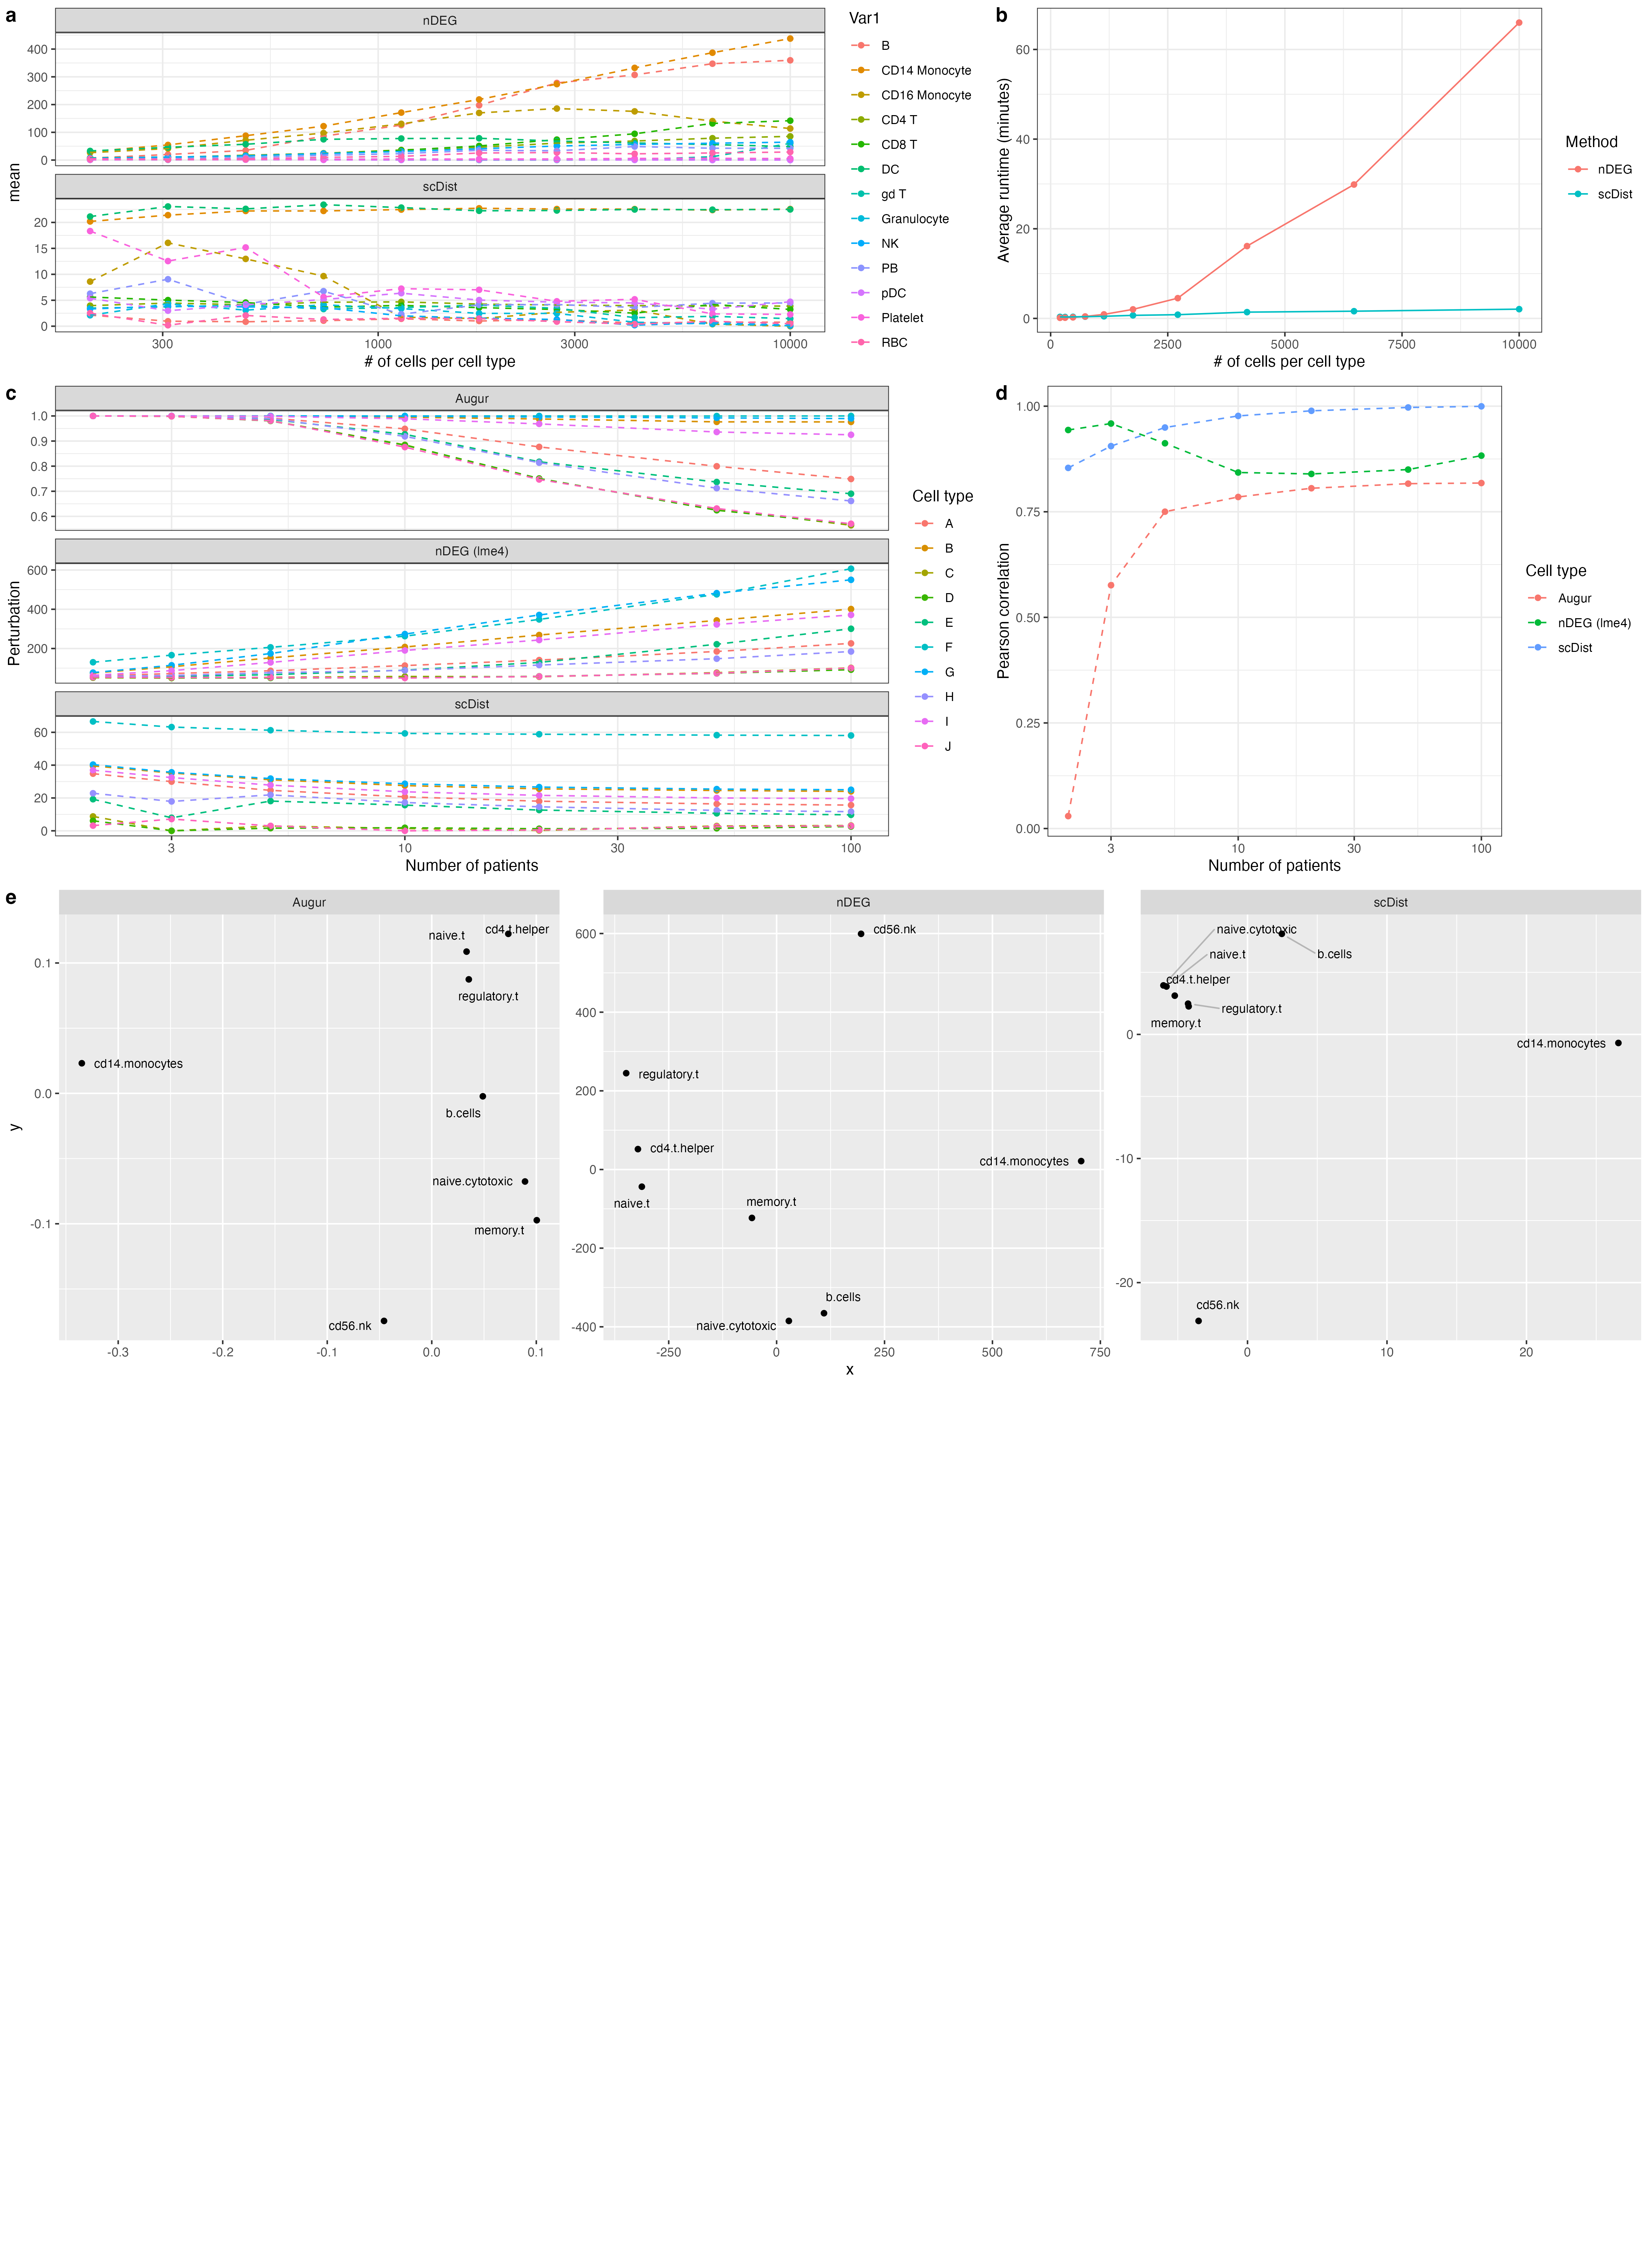 a
nDEG
mean
400
300
200
100
0
scDist
20
15
10
5
0
300
1000
3000
10000
# of cells per cell type
Var1
B
CD14 Monocyte
CD16 Monocyte
CD4 T
CD8 T
DC
gd T
Granulocyte
NK
PB
pDC
Platelet
RBC
b
Average runtime (minutes)
60
40
20
0
0
2500
5000
7500
10000
# of cells per cell type
Method
nDEG
scDist
c
Augur
1.0
0.9
0.8
0.7
0.6
nDEG (lme4)
Perturbation
600
400
200
scDist
60
40
20
0
3
10
30
100
Number of patients
Cell type
A
B
C
D
E
F
G
H
I
J
d
Pearson correlation
1.00
0.75
0.50
0.25
0.00
3
10
30
100
Number of patients
Cell type
Augur
nDEG (lme4)
scDist
e
Augur
y
0.1
0.0
-0.1
cd4.t.helper
naive.t
regulatory.t
cd14.monocytes
b.cells
naive.cytotoxic
memory.t
cd56.nk
-0.3
-0.2
-0.1
0.0
0.1
nDEG
600
400
200
0
-200
-400
cd56.nk
regulatory.t
cd4.t.helper
cd14.monocytes
naive.t
memory.t
b.cells
naive.cytotoxic
-250
0
250
500
750
x
scDist
0
-10
-20
naive.cytotoxic
naive.t
b.cells
cd4.t.helper
regulatory.t
memory.t
cd14.monocytes
cd56.nk
0
10
20